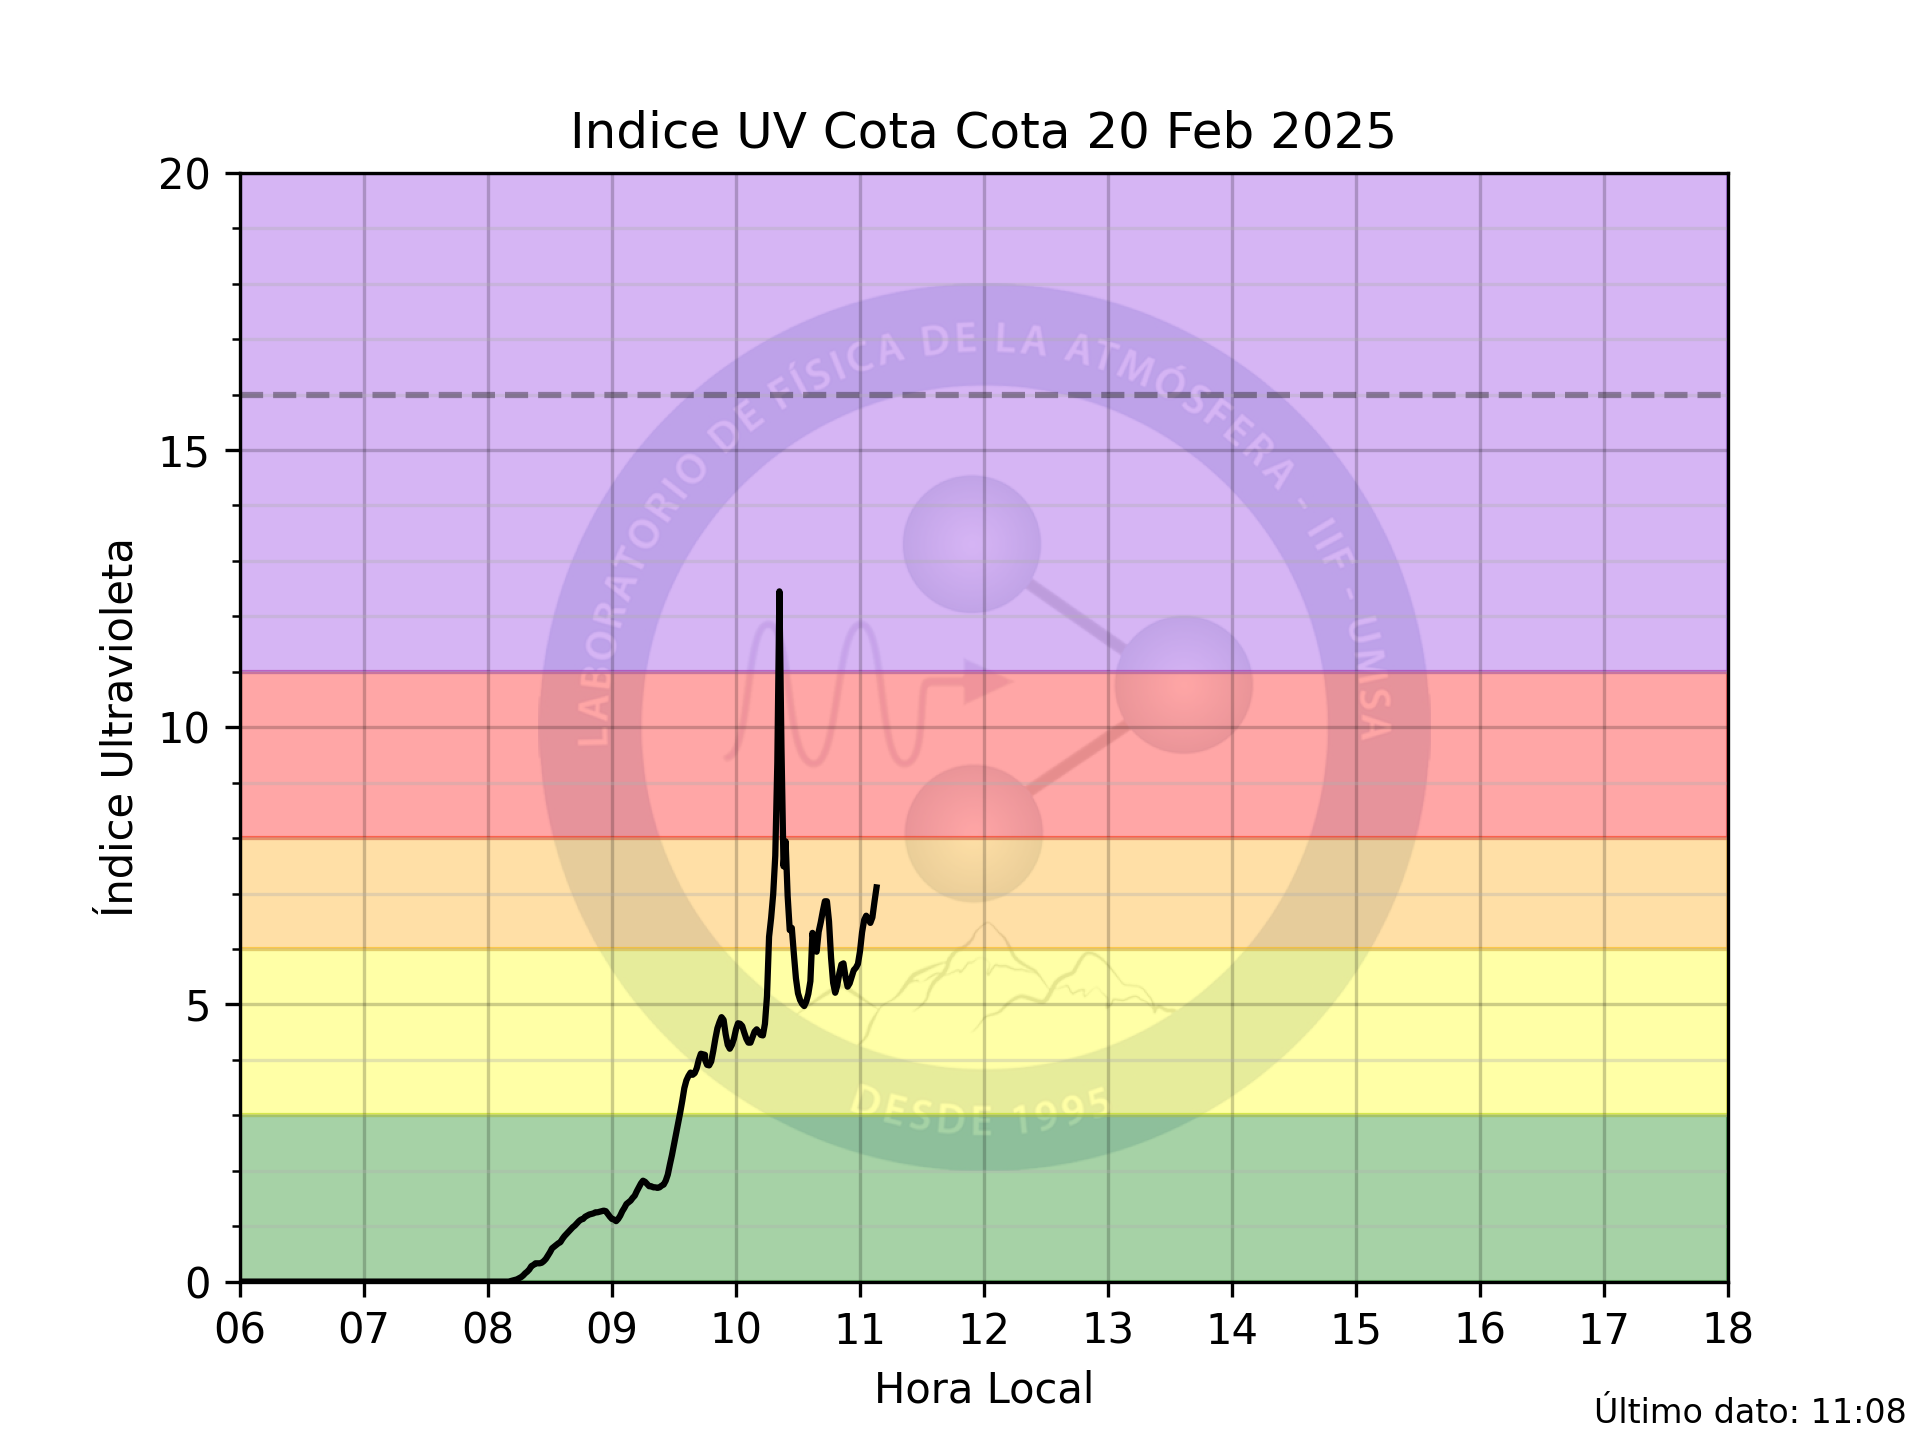 Indice UV Cota Cota 20 Feb 2025
20
15
10
5
0
Índice Ultravioleta
LABORATORIO DE FÍSICA DE LA ATMÓSFERA - IIF - UMSA
DESDE 1995
06 07 08 09 10 11 12 13 14 15 16 17 18
Hora Local
Último dato: 11:08